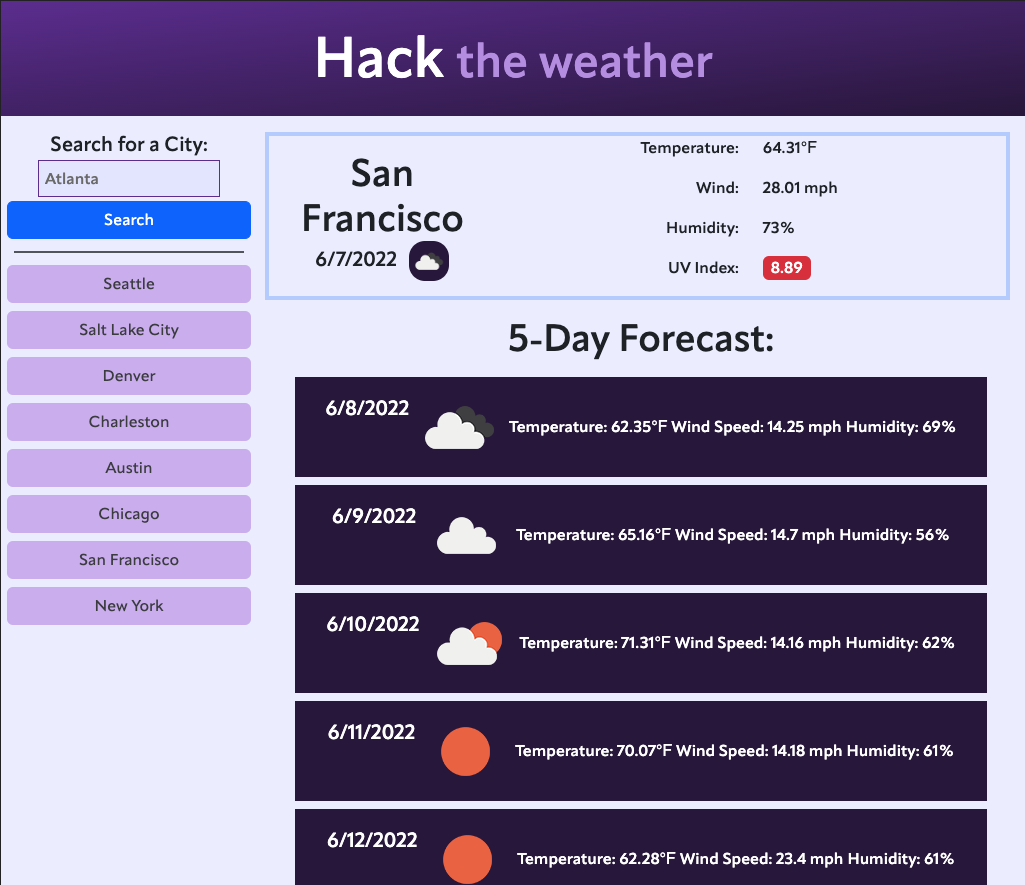 Hack the weather
Search for a City:
Atlanta
Search
Seattle
Salt Lake City
Denver
Charleston
Austin
Chicago
San Francisco
New York
San
Francisco
6/7/2022
Temperature: 64.31°F
Wind: 28.01 mph
Humidity: 73%
UV Index: 8.89
5-Day Forecast:
6/8/2022
Temperature: 62.35°F Wind Speed: 14.25 mph Humidity: 69%
6/9/2022
Temperature: 65.16°F Wind Speed: 14.7 mph Humidity: 56%
6/10/2022
Temperature: 71.31°F Wind Speed: 14.16 mph Humidity: 62%
6/11/2022
Temperature: 70.07°F Wind Speed: 14.18 mph Humidity: 61%
6/12/2022
Temperature: 62.28°F Wind Speed: 23.4 mph Humidity: 61%